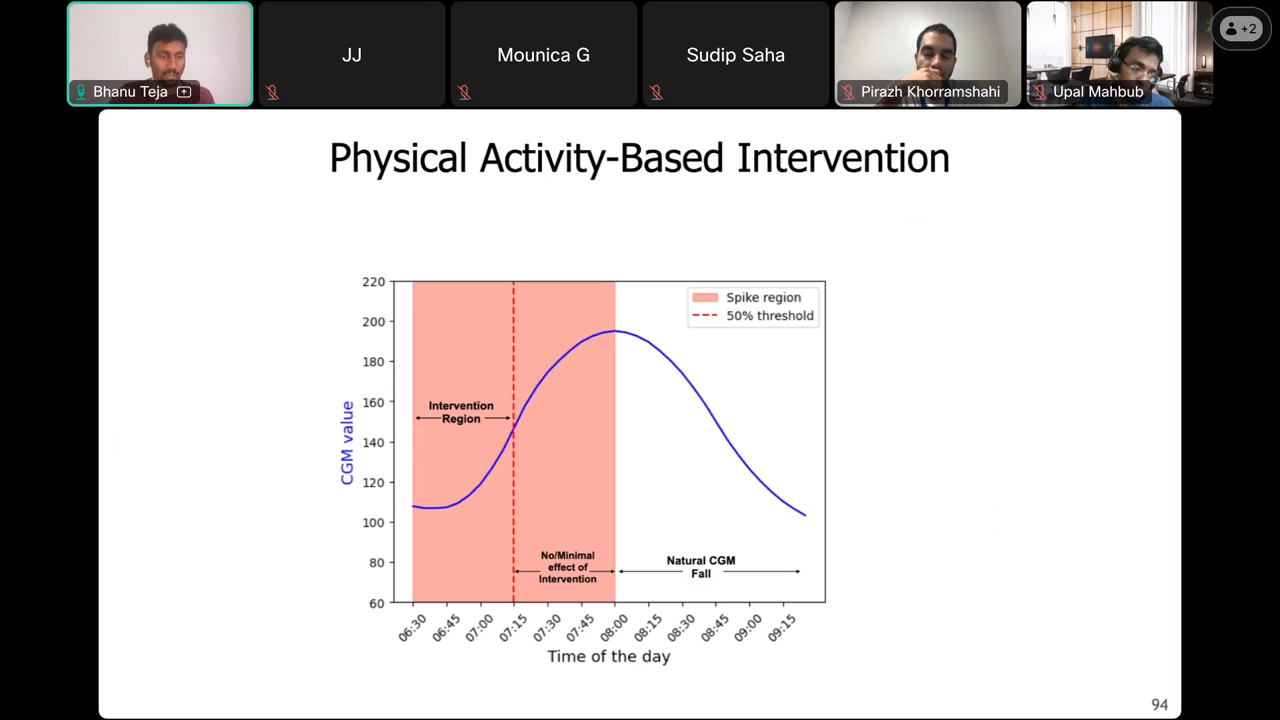 Bhanu Teja
JJ
Mounica G
Sudip Saha
Pirazh Khorramshahi
Upal Mahbub
+2
Physical Activity-Based Intervention
220
200
180
160
140
120
100
80
60
CGM value
Spike region
50% threshold
Intervention
Region
No/Minimal
effect of
Intervention
Natural CGM
Fall
06:30
06:45
07:00
07:15
07:30
07:45
08:00
08:15
08:30
08:45
09:00
09:15
Time of the day
94